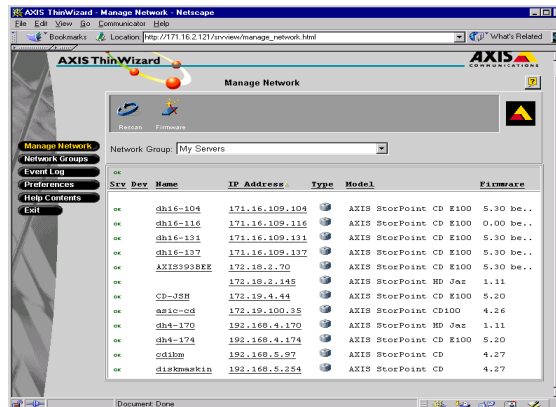 AXIS ThinWizard - Manage Network - Netscape
File Edit View Go Communicator Help
Bookmarks Location: http://171.16.2.121/srvview/manage_network.html What's Related
AXIS ThinWizard
AXIS
COMMUNICATIONS
Manage Network
?
Rescan Firmware
Manage Network
Network Groups
Event Log
Preferences
Help Contents
Exit
Network Group: My Servers
OK
Srv Dev Name IP Address Type Model Firmware
OK dh16-104 171.16.109.104 AXIS StorPoint CD E100 5.30 be..
OK dh16-116 171.16.109.116 AXIS StorPoint CD E100 0.00 be..
OK dh16-131 171.16.109.131 AXIS StorPoint CD E100 5.30 be..
OK dh16-137 171.16.109.137 AXIS StorPoint CD E100 5.30 be..
OK AXIS393BEE 172.18.2.70 AXIS StorPoint CD E100 5.30 be..
172.18.2.145 AXIS StorPoint HD Jaz 1.11
OK CD-JSH 172.19.4.44 AXIS StorPoint CD E100 5.20
OK asic-cd 172.19.100.35 AXIS StorPoint CD100 4.26
OK dh4-170 192.168.4.170 AXIS StorPoint HD Jaz 1.11
OK dh4-174 192.168.4.174 AXIS StorPoint CD E100 5.20
OK cdibm 192.168.5.97 AXIS StorPoint CD 4.27
OK diskmaskin 192.168.5.254 AXIS StorPoint CD 4.27
Document: Done